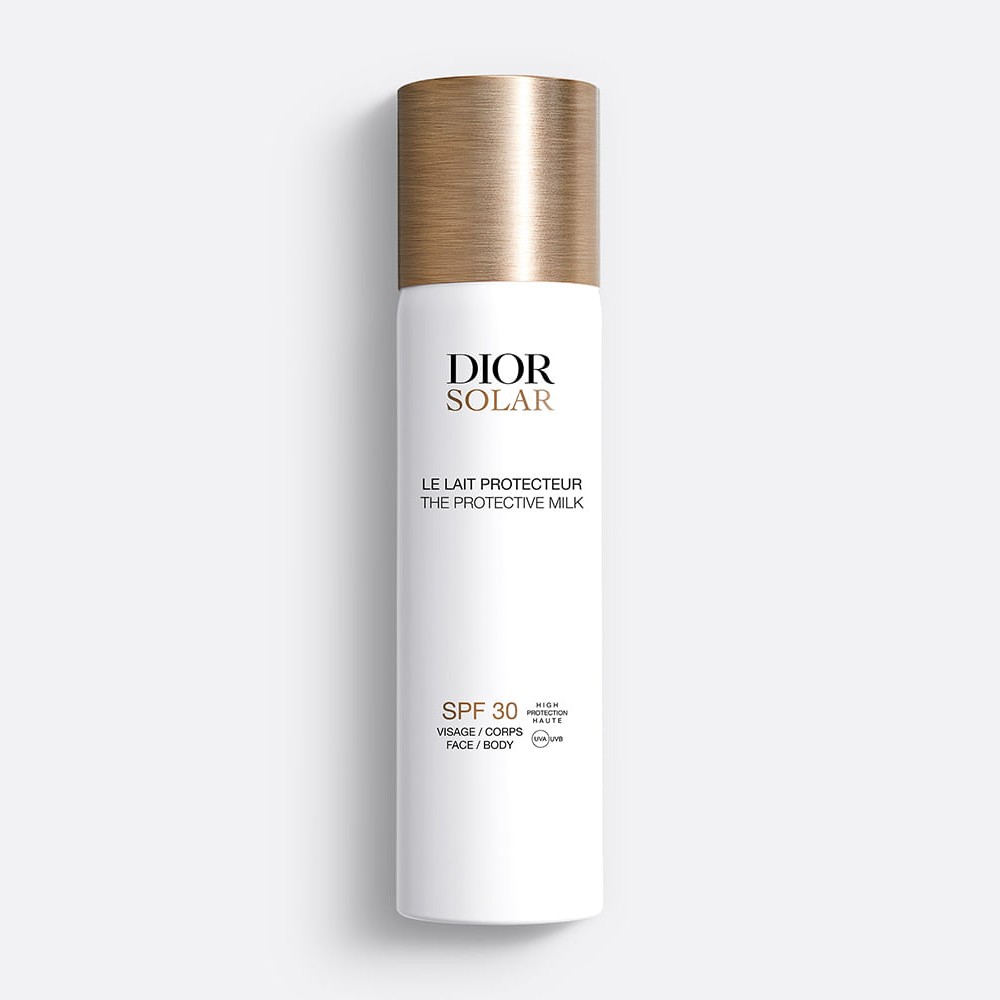 DIOR
SOLAR
LE LAIT PROTECTEUR
THE PROTECTIVE MILK
SPF 30
VISAGE / CORPS
FACE / BODY
HIGH
PROTECTION
HAUTE
UVA UVB